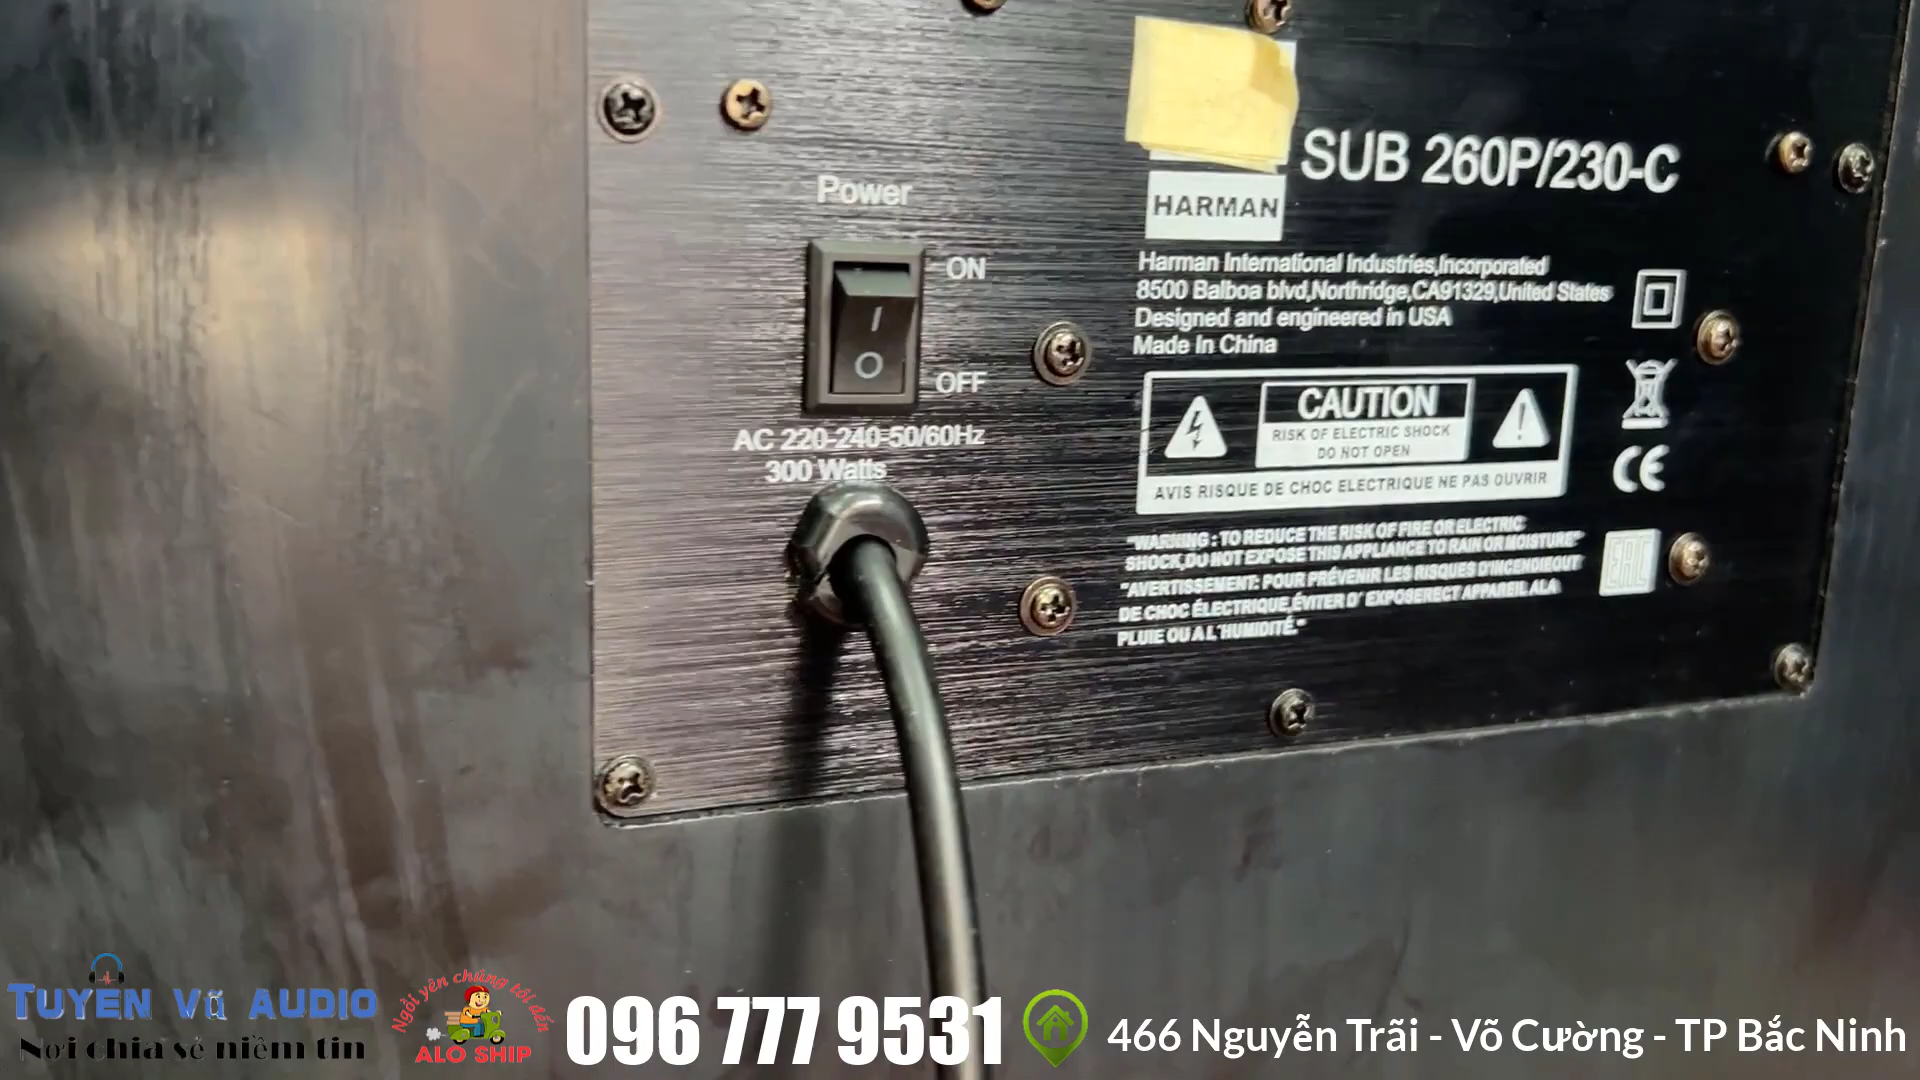 SUB 260P/230-C
HARMAN
Power
ON
I
O
OFF
AC 220-240-50/60Hz
300 Watts
Harman International Industries,Incorporated
8500 Balboa blvd,Northridge,CA91329,United States
Designed and engineered in USA
Made In China
CAUTION
RISK OF ELECTRIC SHOCK
DO NOT OPEN
AVIS RISQUE DE CHOC ELECTRIQUE NE PAS OUVRIR
CE
"WARNING : TO REDUCE THE RISK OF FIRE OR ELECTRIC
SHOCK,DO NOT EXPOSE THIS APPLIANCE TO RAIN OR MOISTURE"
"AVERTISSEMENT: POUR PRÉVENIR LES RISQUES D'INCENDIEOUT
DE CHOC ÉLECTRIQUE,ÉVITER D' EXPOSERECT APPAREIL ALA
PLUIE OU A L'HUMIDITÉ."
EAC
TUYÊN Vũ AUDIO
Nơi chia sẻ niềm tin
Ngồi yên chúng tôi đến
ALO SHIP
096 777 9531
466 Nguyễn Trãi - Võ Cường - TP Bắc Ninh